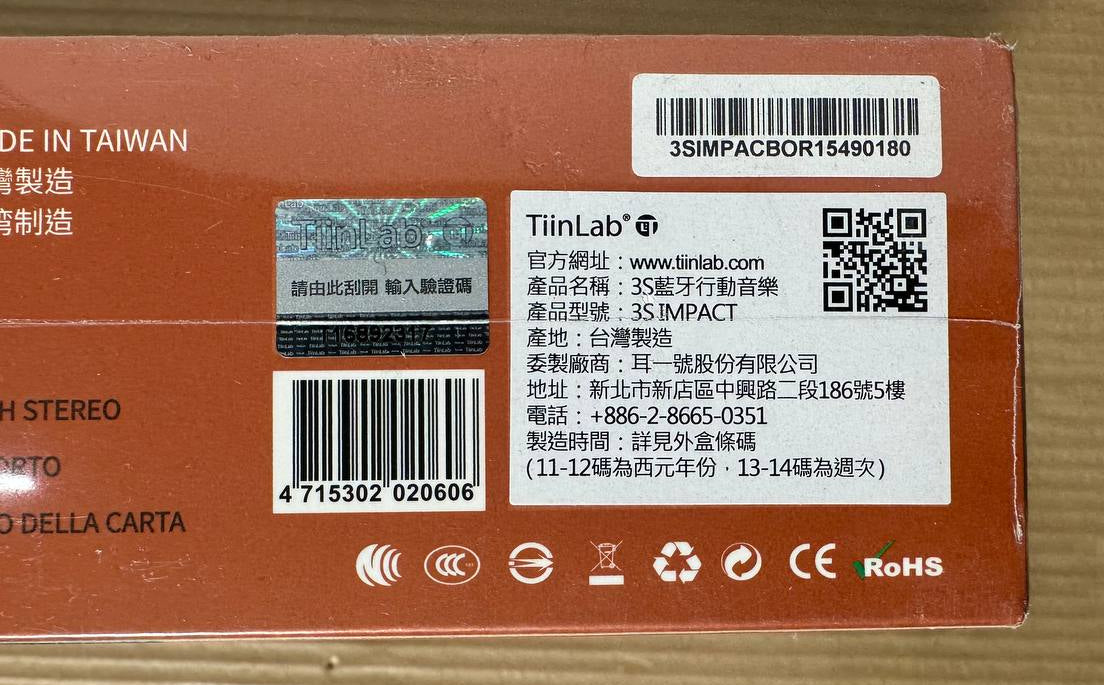 DE IN TAIWAN
灣製造
湾制造
H STEREO
ORTO
O DELLA CARTA
TiinLab
請由此刮開 輸入驗證碼
4 715302 020606
3SIMPACBOR15490180
TiinLab®
官方網址：www.tiinlab.com
產品名稱：3S藍牙行動音樂
產品型號：3S IMPACT
產地：台灣製造
委製廠商：耳一號股份有限公司
地址：新北市新店區中興路二段186號5樓
電話：+886-2-8665-0351
製造時間：詳見外盒條碼
(11-12碼為西元年份，13-14碼為週次)
CCC
CE
RoHS